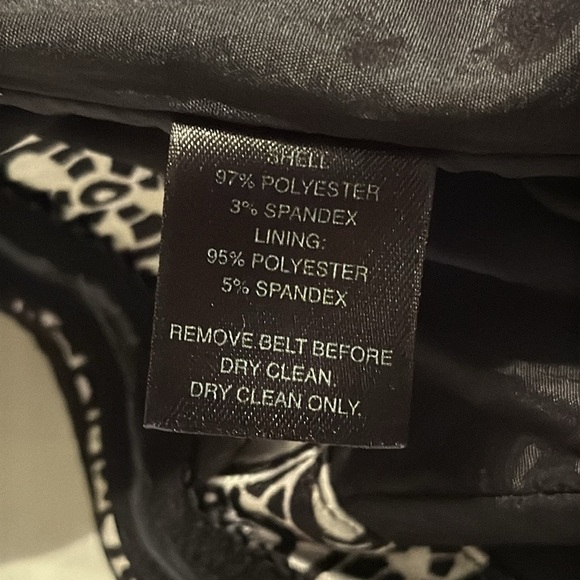 SHELL
97% POLYESTER
3% SPANDEX
LINING:
95% POLYESTER
5% SPANDEX
REMOVE BELT BEFORE
DRY CLEAN.
DRY CLEAN ONLY.